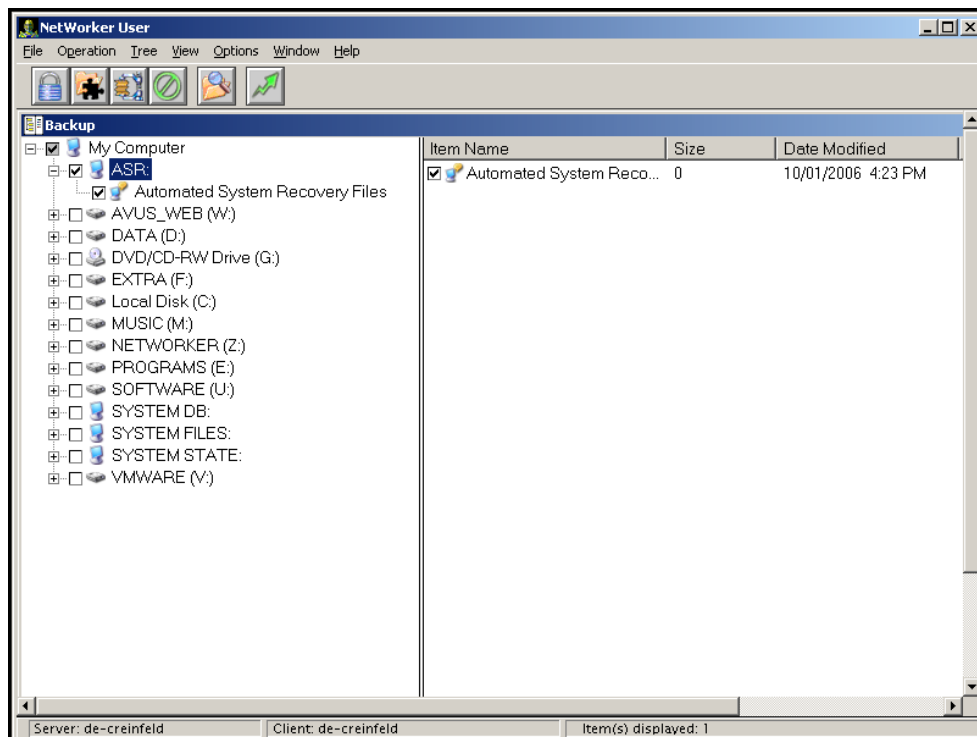 NetWorker User
File Operation Tree View Options Window Help
Backup
My Computer
ASR:
Automated System Recovery Files
AVUS_WEB (W:)
DATA (D:)
DVD/CD-RW Drive (G:)
EXTRA (F:)
Local Disk (C:)
MUSIC (M:)
NETWORKER (Z:)
PROGRAMS (E:)
SOFTWARE (U:)
SYSTEM DB:
SYSTEM FILES:
SYSTEM STATE:
VMWARE (V:)
Item Name Size Date Modified
Automated System Reco... 0 10/01/2006 4:23 PM
Server: de-creinfeld Client: de-creinfeld Item(s) displayed: 1